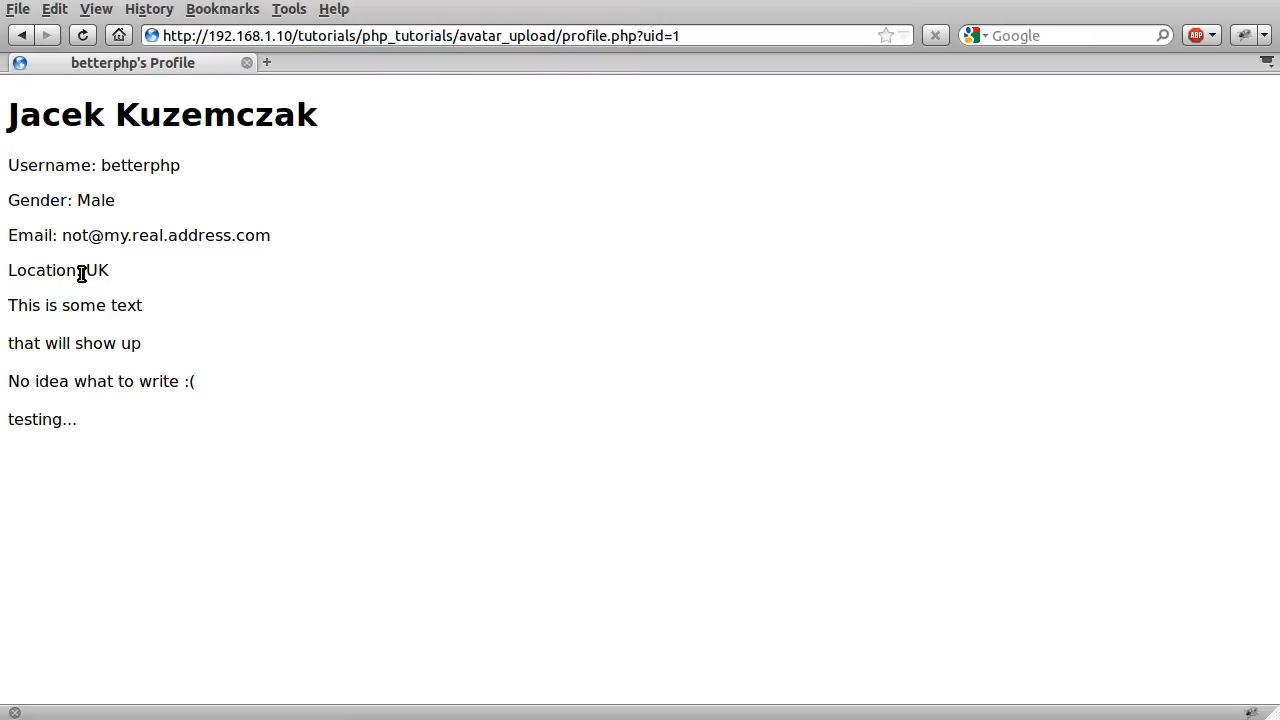 File Edit View History Bookmarks Tools Help
http://192.168.1.10/tutorials/php_tutorials/avatar_upload/profile.php?uid=1
Google
ABP
betterphp's Profile
Jacek Kuzemczak
Username: betterphp
Gender: Male
Email: not@my.real.address.com
Location: UK
This is some text
that will show up
No idea what to write :(
testing...